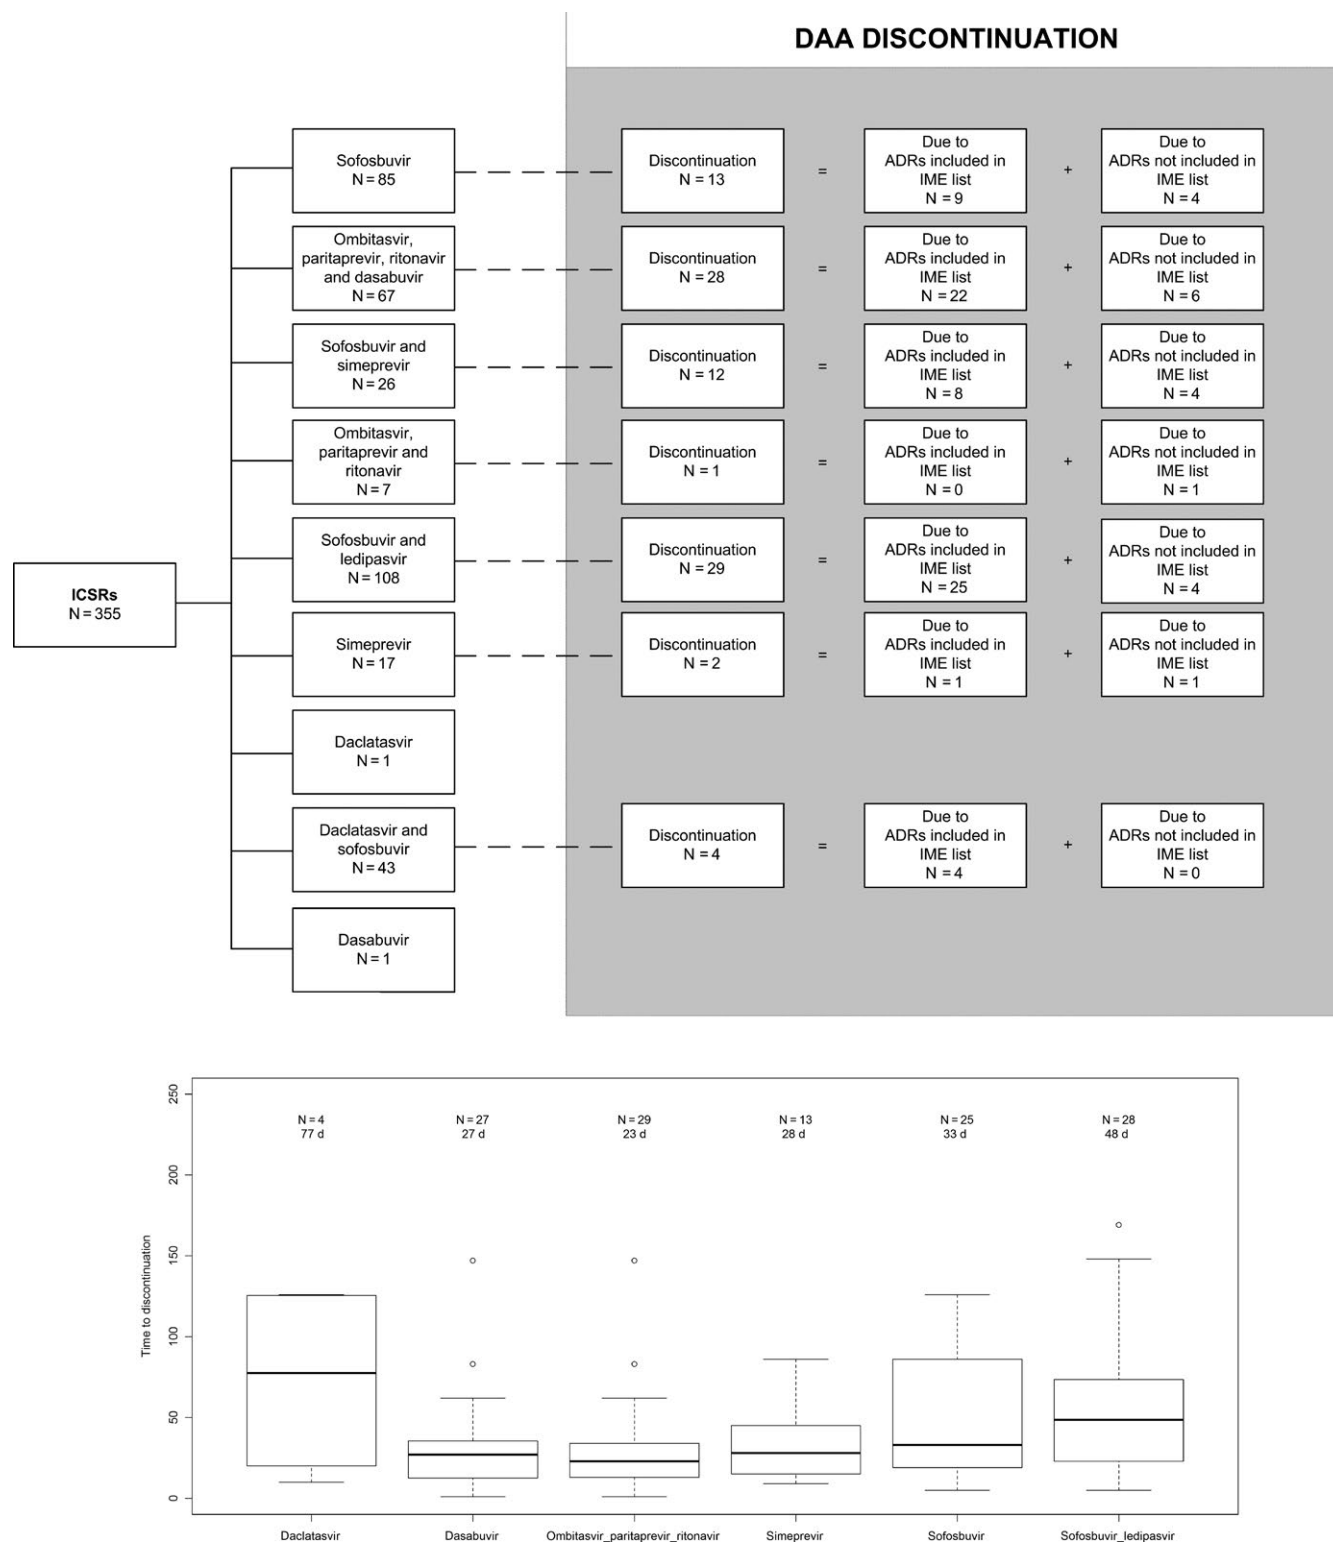 DAA DISCONTINUATION
Sofosbuvir
N = 85
Discontinuation
N = 13
=
Due to
ADRs included in
IME list
N = 9
+
Due to
ADRs not included in
IME list
N = 4
Ombitasvir,
paritaprevir, ritonavir
and dasabuvir
N = 67
Discontinuation
N = 28
=
Due to
ADRs included in
IME list
N = 22
+
Due to
ADRs not included in
IME list
N = 6
Sofosbuvir and
simeprevir
N = 26
Discontinuation
N = 12
=
Due to
ADRs included in
IME list
N = 8
+
Due to
ADRs not included in
IME list
N = 4
Ombitasvir,
paritaprevir and
ritonavir
N = 7
Discontinuation
N = 1
=
Due to
ADRs included in
IME list
N = 0
+
Due to
ADRs not included in
IME list
N = 1
Sofosbuvir and
ledipasvir
N = 108
Discontinuation
N = 29
=
Due to
ADRs included in
IME list
N = 25
+
Due to
ADRs not included in
IME list
N = 4
ICSRs
N = 355
Simeprevir
N = 17
Discontinuation
N = 2
=
Due to
ADRs included in
IME list
N = 1
+
Due to
ADRs not included in
IME list
N = 1
Daclatasvir
N = 1
Daclatasvir and
sofosbuvir
N = 43
Discontinuation
N = 4
=
Due to
ADRs included in
IME list
N = 4
+
Due to
ADRs not included in
IME list
N = 0
Dasabuvir
N = 1
Time to discontinuation
250
200
150
100
50
0
N = 4
77 d
N = 27
27 d
N = 29
23 d
N = 13
28 d
N = 25
33 d
N = 28
48 d
Daclatasvir
Dasabuvir
Ombitasvir_paritaprevir_ritonavir
Simeprevir
Sofosbuvir
Sofosbuvir_ledipasvir